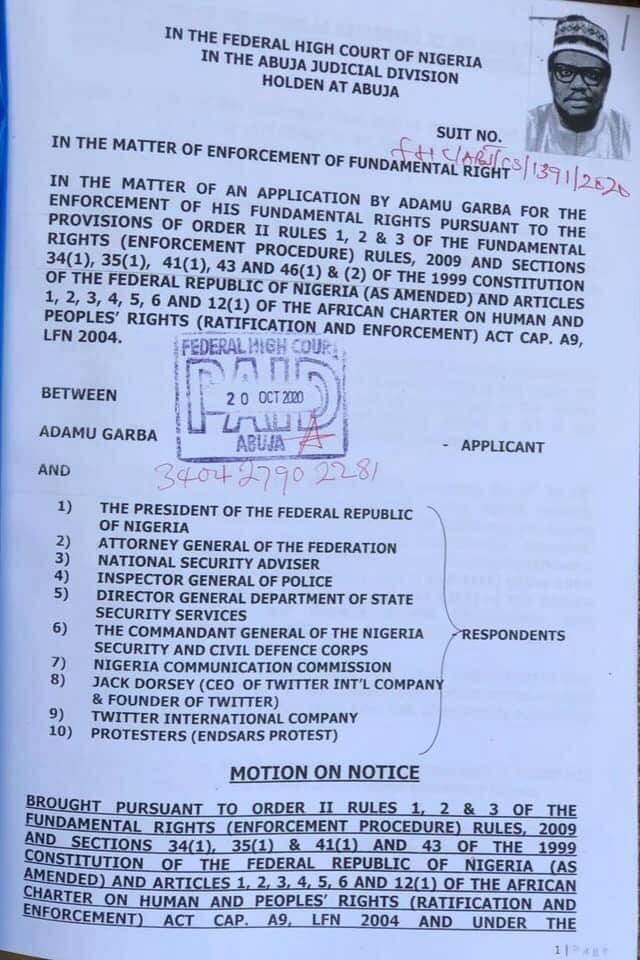 IN THE FEDERAL HIGH COURT OF NIGERIA
IN THE ABUJA JUDICIAL DIVISION
HOLDEN AT ABUJA
SUIT NO.
FHC/ABJ/CS/1391/2020
IN THE MATTER OF ENFORCEMENT OF FUNDAMENTAL RIGHT
IN THE MATTER OF AN APPLICATION BY ADAMU GARBA FOR THE
ENFORCEMENT OF HIS FUNDAMENTAL RIGHTS PURSUANT TO THE
PROVISIONS OF ORDER II RULES 1, 2 & 3 OF THE FUNDAMENTAL
RIGHTS (ENFORCEMENT PROCEDURE) RULES, 2009 AND SECTIONS
34(1), 35(1), 41(1), 43 AND 46(1) & (2) OF THE 1999 CONSTITUTION
OF THE FEDERAL REPUBLIC OF NIGERIA (AS AMENDED) AND ARTICLES
1, 2, 3, 4, 5, 6 AND 12(1) OF THE AFRICAN CHARTER ON HUMAN AND
PEOPLES' RIGHTS (RATIFICATION AND ENFORCEMENT) ACT CAP. A9,
LFN 2004.
FEDERAL HIGH COURT
PAID
20 OCT 2020
ABUJA
BETWEEN
ADAMU GARBA - APPLICANT
AND
3404 2790 2281
1) THE PRESIDENT OF THE FEDERAL REPUBLIC
OF NIGERIA
2) ATTORNEY GENERAL OF THE FEDERATION
3) NATIONAL SECURITY ADVISER
4) INSPECTOR GENERAL OF POLICE
5) DIRECTOR GENERAL DEPARTMENT OF STATE
SECURITY SERVICES
6) THE COMMANDANT GENERAL OF THE NIGERIA
SECURITY AND CIVIL DEFENCE CORPS
RESPONDENTS
7) NIGERIA COMMUNICATION COMMISSION
8) JACK DORSEY (CEO OF TWITTER INT'L COMPANY
& FOUNDER OF TWITTER)
9) TWITTER INTERNATIONAL COMPANY
10) PROTESTERS (ENDSARS PROTEST)
MOTION ON NOTICE
BROUGHT PURSUANT TO ORDER II RULES 1, 2 & 3 OF THE
FUNDAMENTAL RIGHTS (ENFORCEMENT PROCEDURE) RULES, 2009
AND SECTIONS 34(1), 35(1) & 41(1) AND 43 OF THE 1999
CONSTITUTION OF THE FEDERAL REPUBLIC OF NIGERIA (AS
AMENDED) AND ARTICLES 1, 2, 3, 4, 5, 6 AND 12(1) OF THE AFRICAN
CHARTER ON HUMAN AND PEOPLES' RIGHTS (RATIFICATION AND
ENFORCEMENT) ACT CAP. A9, LFN 2004 AND UNDER THE
1 | P a g e